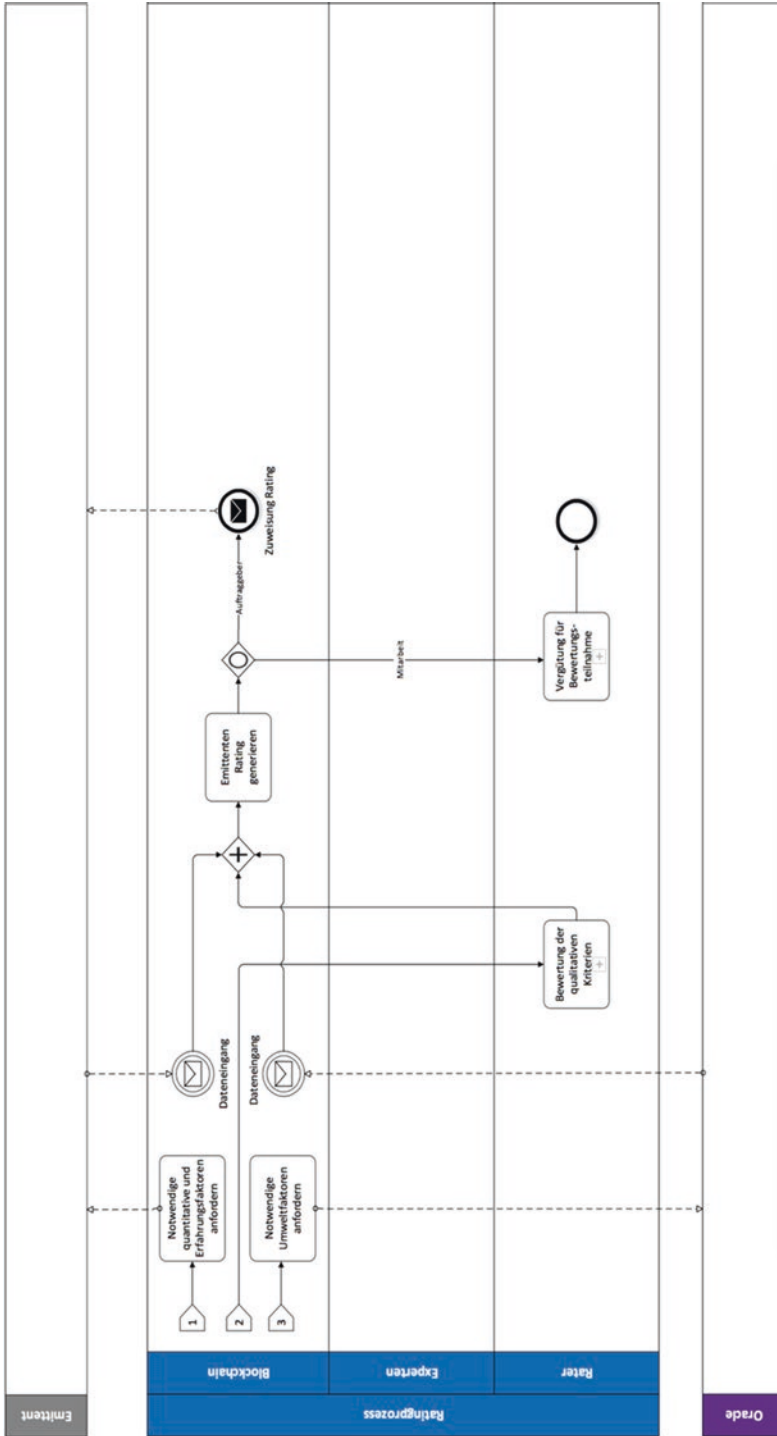 Emittent
Ratingprozess
Blockchain
Experten
Rater
Orade
1
2
3
Notwendige
quantitative und
Erfahrungsfaktoren
anfordern
Notwendige
Umweltfaktoren
anfordern
Dateneingang
Dateneingang
Bewertung der
qualitativen
Kriterien
Emittenten
Rating
generieren
Auftraggeber
Mitarbeit
Zuweisung Rating
Vergütung für
Bewertungs-
teilnahme